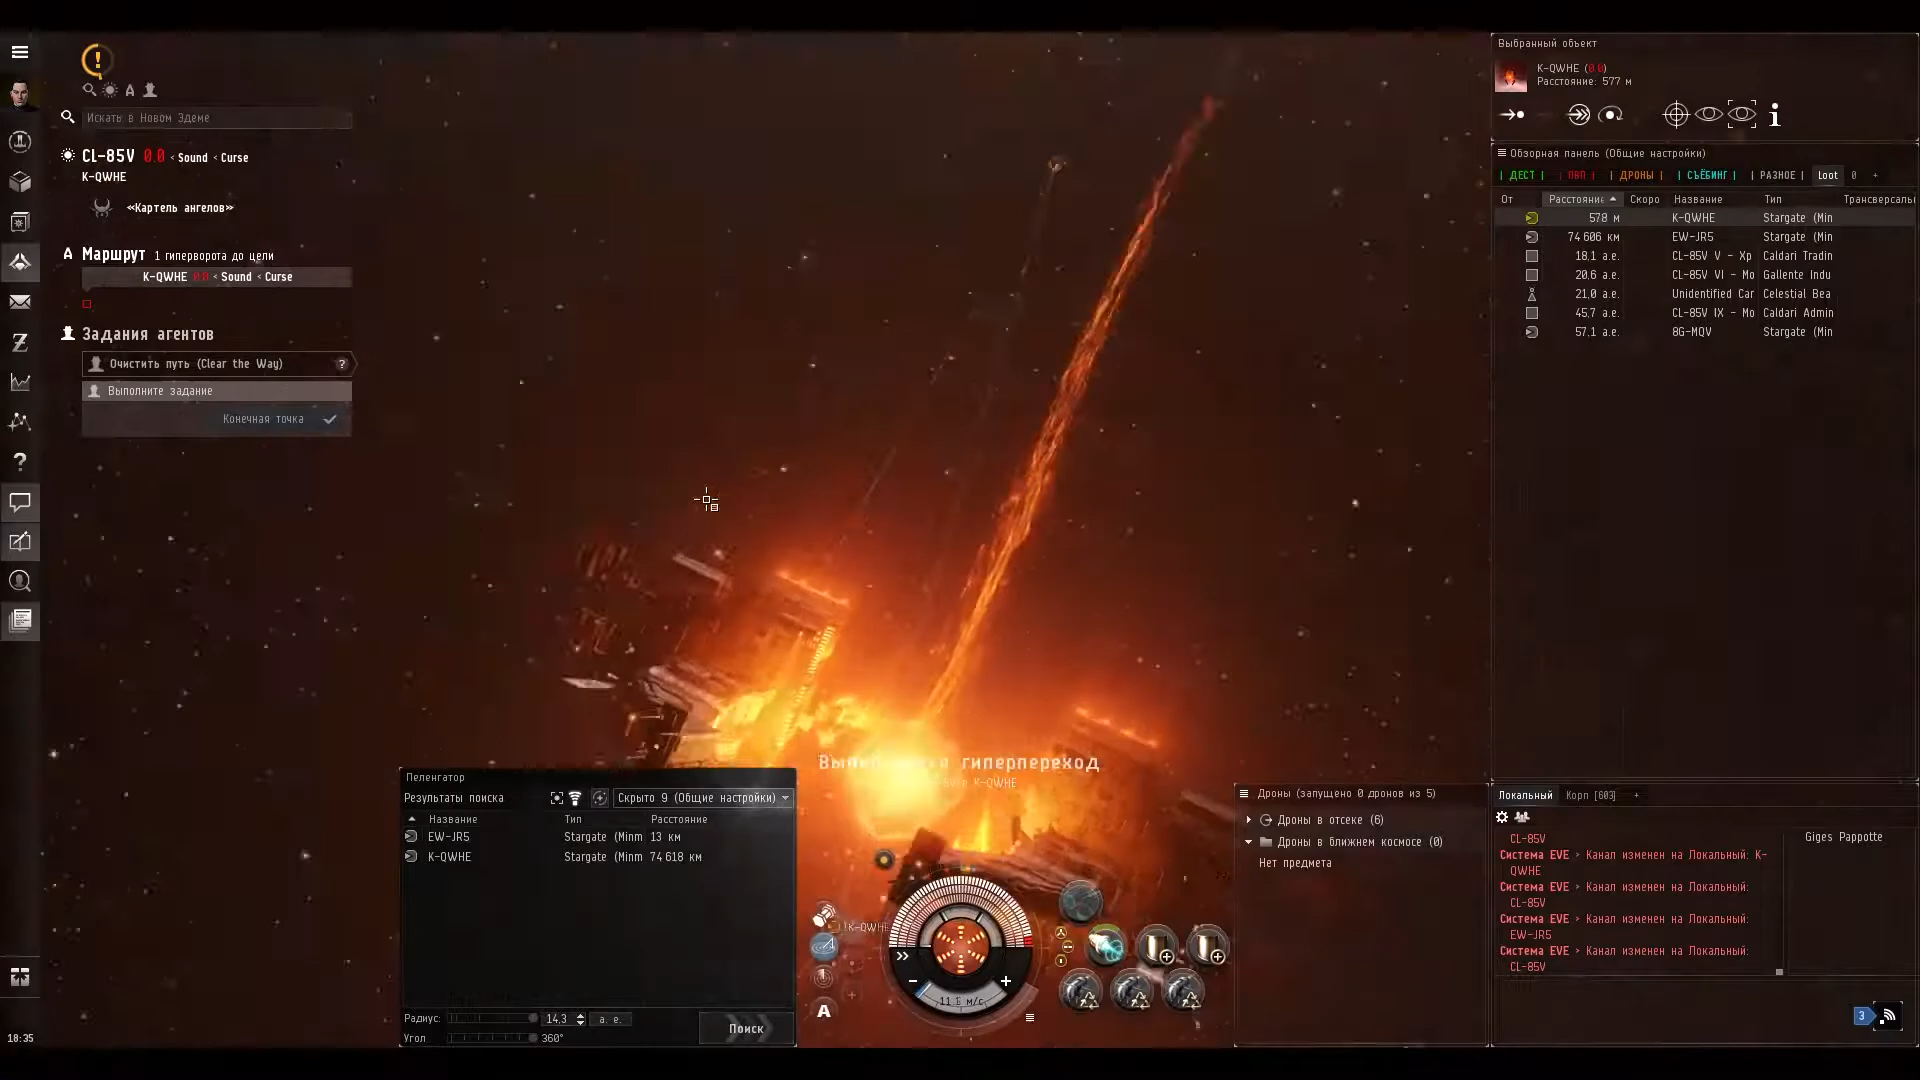 Искать в Новом Эдеме
CL-85V 0.0 < Sound < Curse
K-QWHE
«Картель ангелов»
Маршрут 1 гиперворота до цели
K-QWHE 0.0 < Sound < Curse
Задания агентов
Очистить путь (Clear the Way) ?
Выполните задание
Конечная точка
18:35
Выбранный объект
K-QWHE (0.0)
Расстояние: 577 м
Обзорная панель (Общие настройки)
| ДЕСТ | | ПВП | | ДРОНЫ | | СЪЁБИНГ | | РАЗНОЕ | Loot 0 +
От Расстояние Скоро Название Тип Трансверсаль
578 м K-QWHE Stargate (Min
74 606 км EW-JR5 Stargate (Min
18,1 а.е. CL-85V V - Xp Caldari Tradin
20,6 а.е. CL-85V VI - Mo Gallente Indu
21,0 а.е. Unidentified Car Celestial Bea
45,7 а.е. CL-85V IX - Mo Caldari Admin
57,1 а.е. 8G-MQV Stargate (Min
гиперпереход
K-QWHE
Пеленгатор
Результаты поиска Скрыто 9 (Общие настройки)
Название Тип Расстояние
EW-JR5 Stargate (Minm 13 км
K-QWHE Stargate (Minm 74 618 км
Радиус: 14,3 а. е.
Угол 360°
Поиск
K-QWHE
м/с
A
Дроны (запущено 0 дронов из 5)
Дроны в отсеке (6)
Дроны в ближнем космосе (0)
Нет предмета
Локальный Корп [603] +
CL-85V
Система EVE > Канал изменен на Локальный: K-
QWHE
Система EVE > Канал изменен на Локальный:
CL-85V
Система EVE > Канал изменен на Локальный:
EW-JR5
Система EVE > Канал изменен на Локальный:
CL-85V
Giges Pappotte
3